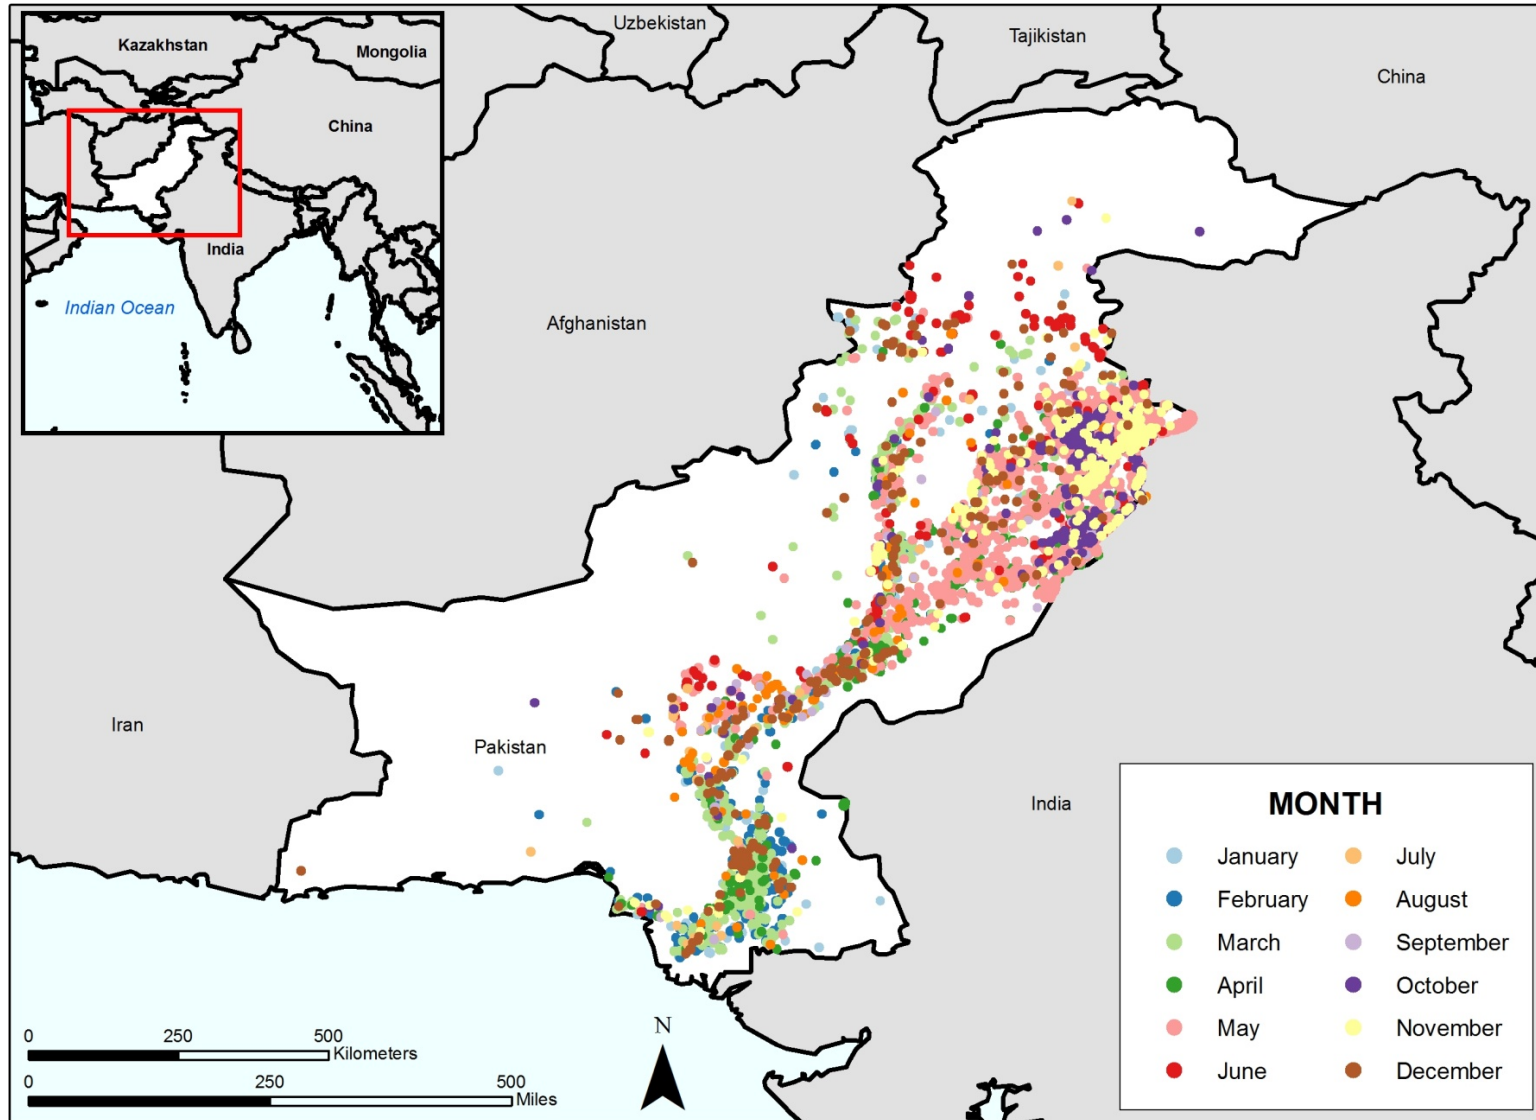 Kazakhstan
Mongolia
China
India
Indian Ocean
Uzbekistan
Tajikistan
China
Afghanistan
Iran
Pakistan
India
MONTH
January
February
March
April
May
June
July
August
September
October
November
December
0 250 500
Kilometers
0 250 500
Miles
N